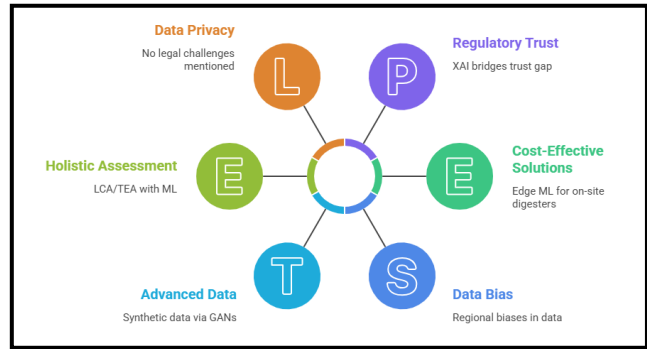 Data Privacy
No legal challenges
mentioned
L
P
Regulatory Trust
XAI bridges trust gap
Holistic Assessment
LCA/TEA with ML
E
E
Cost-Effective
Solutions
Edge ML for on-site
digesters
Advanced Data
Synthetic data via GANs
T
S
Data Bias
Regional biases in data